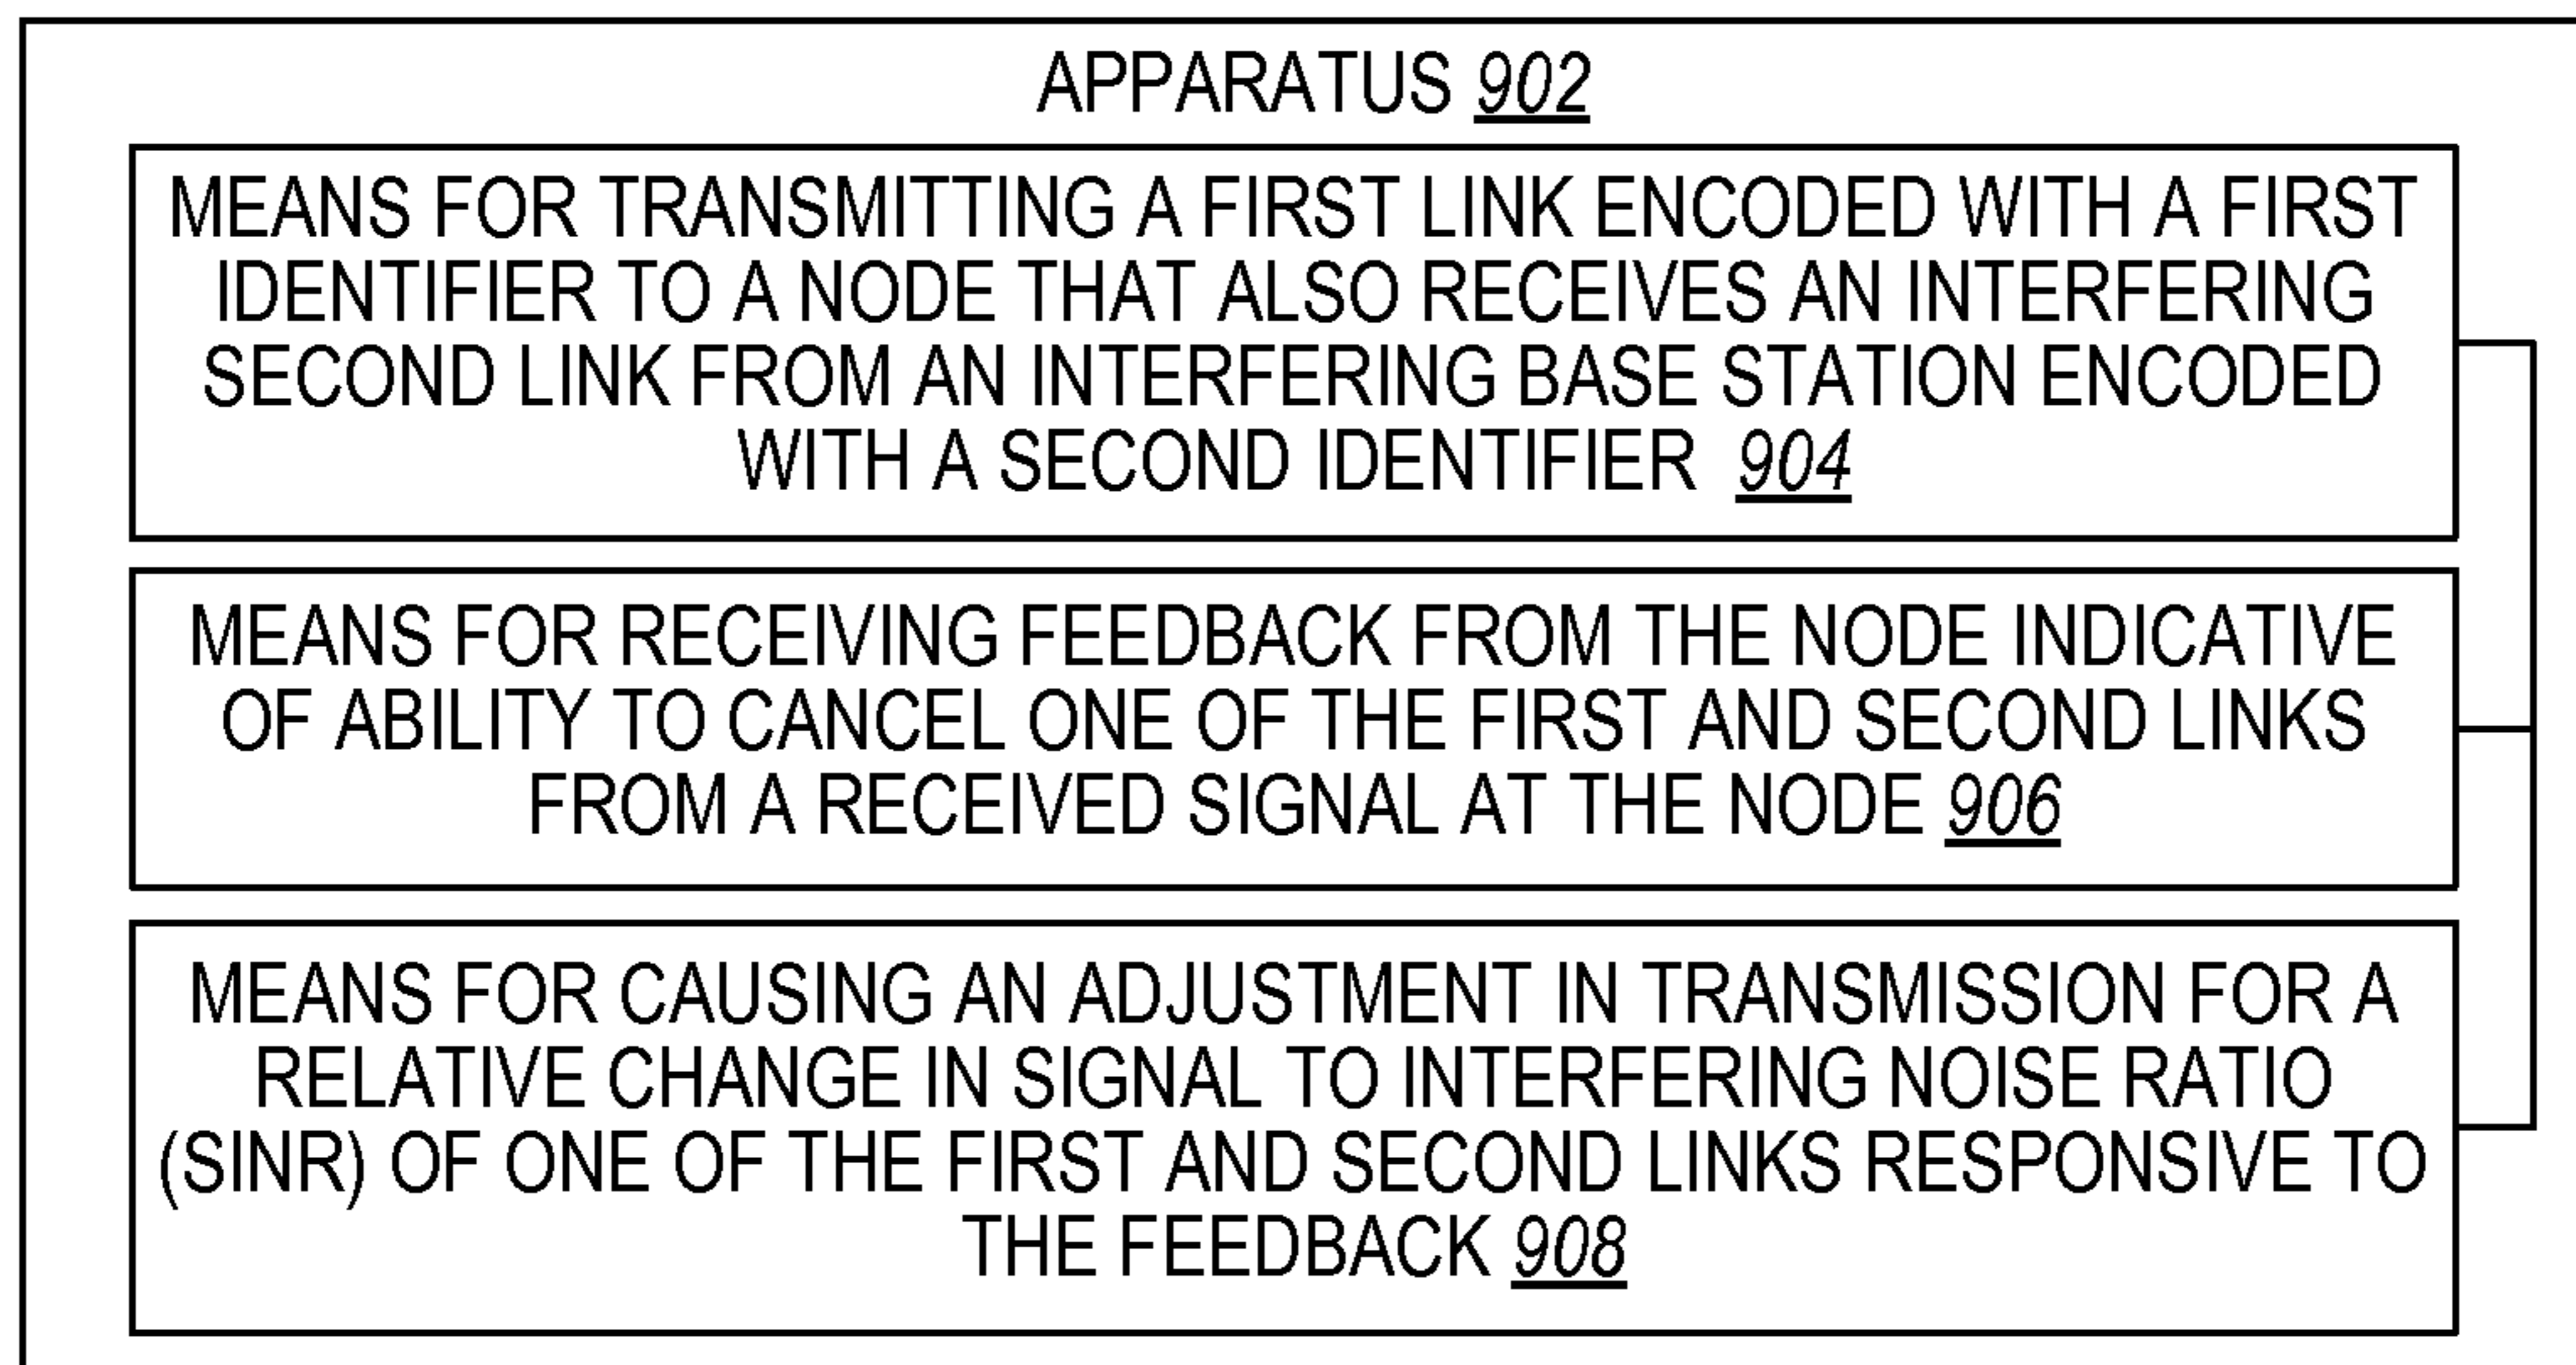 APPARATUS 902
MEANS FOR TRANSMITTING A FIRST LINK ENCODED WITH A FIRST
IDENTIFIER TO A NODE THAT ALSO RECEIVES AN INTERFERING
SECOND LINK FROM AN INTERFERING BASE STATION ENCODED
WITH A SECOND IDENTIFIER 904
MEANS FOR RECEIVING FEEDBACK FROM THE NODE INDICATIVE
OF ABILITY TO CANCEL ONE OF THE FIRST AND SECOND LINKS
FROM A RECEIVED SIGNAL AT THE NODE 906
MEANS FOR CAUSING AN ADJUSTMENT IN TRANSMISSION FOR A
RELATIVE CHANGE IN SIGNAL TO INTERFERING NOISE RATIO
(SINR) OF ONE OF THE FIRST AND SECOND LINKS RESPONSIVE TO
THE FEEDBACK 908